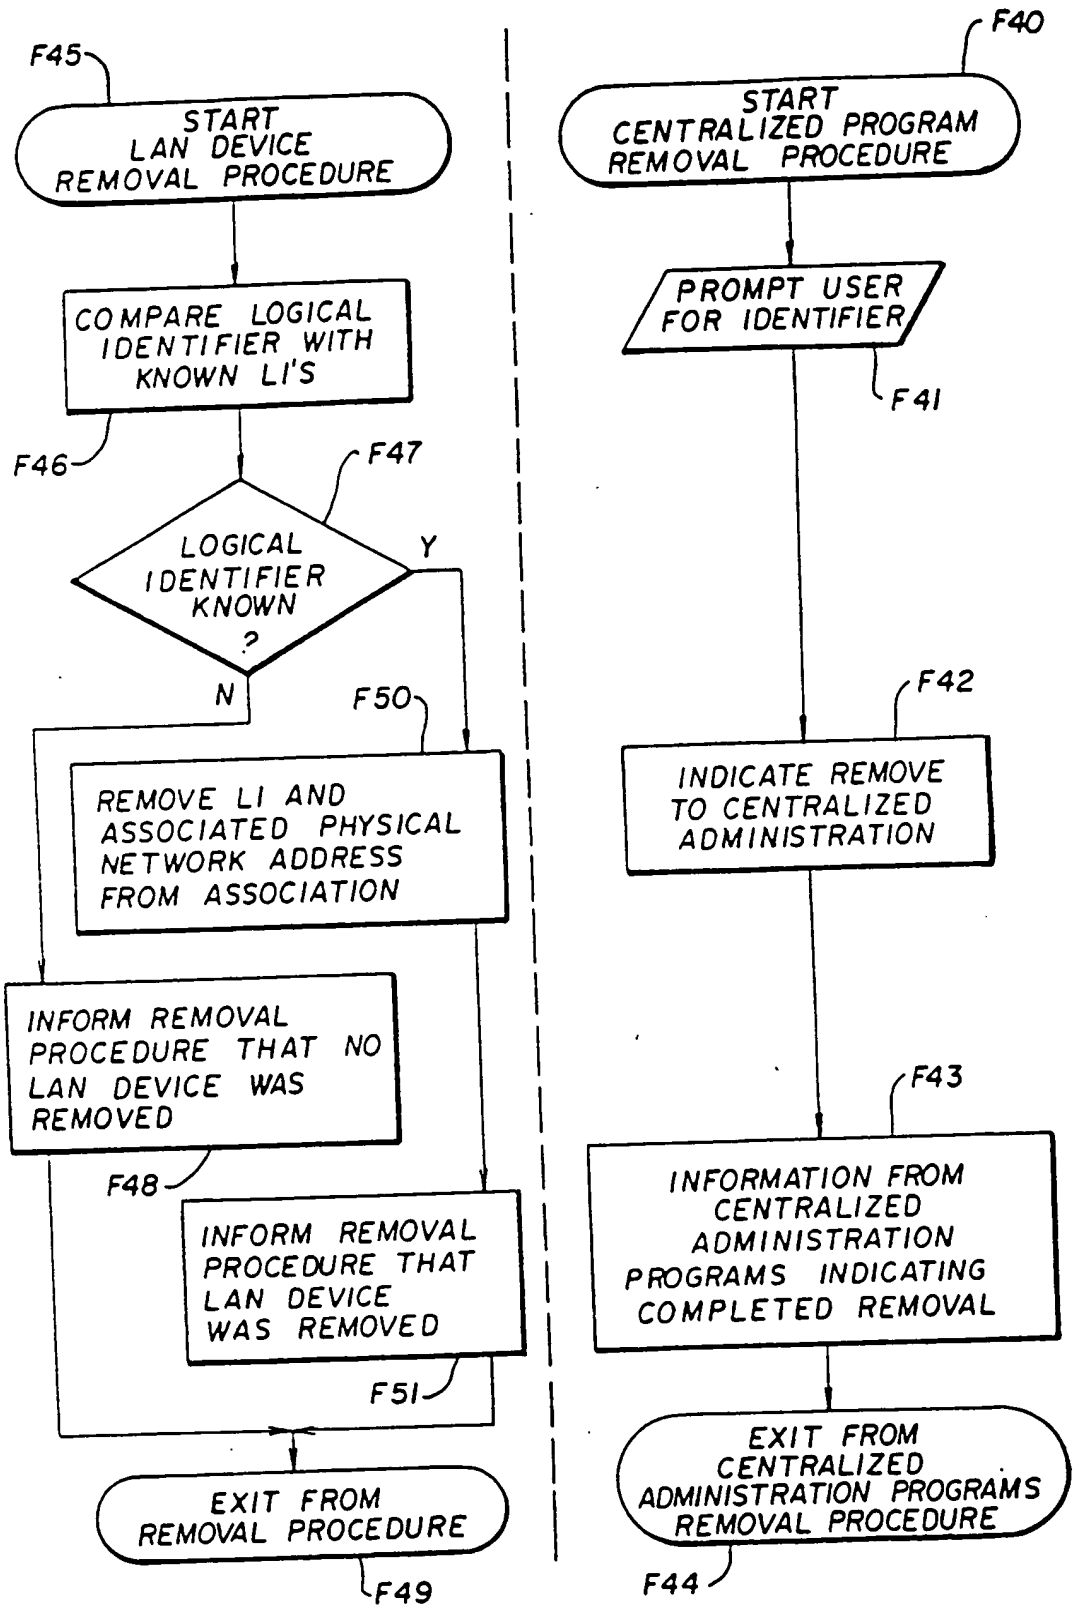 F45
START
LAN DEVICE
REMOVAL PROCEDURE
COMPARE LOGICAL
IDENTIFIER WITH
KNOWN LI'S
F46
F47
LOGICAL
IDENTIFIER
KNOWN
?
Y
N
F50
REMOVE LI AND
ASSOCIATED PHYSICAL
NETWORK ADDRESS
FROM ASSOCIATION
INFORM REMOVAL
PROCEDURE THAT NO
LAN DEVICE WAS
REMOVED
F48
INFORM REMOVAL
PROCEDURE THAT
LAN DEVICE
WAS REMOVED
F51
EXIT FROM
REMOVAL PROCEDURE
F49
F40
START
CENTRALIZED PROGRAM
REMOVAL PROCEDURE
PROMPT USER
FOR IDENTIFIER
F41
F42
INDICATE REMOVE
TO CENTRALIZED
ADMINISTRATION
F43
INFORMATION FROM
CENTRALIZED
ADMINISTRATION
PROGRAMS INDICATING
COMPLETED REMOVAL
EXIT FROM
CENTRALIZED
ADMINISTRATION PROGRAMS
REMOVAL PROCEDURE
F44